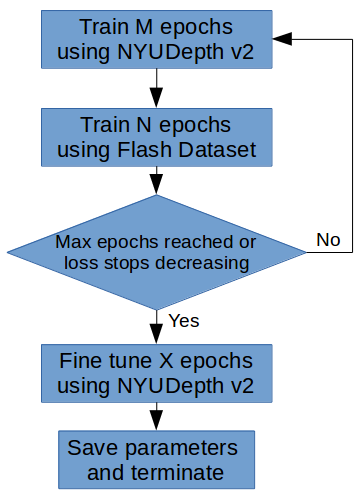 Train M epochs
using NYUDepth v2
Train N epochs
using Flash Dataset
Max epochs reached or
loss stops decreasing
No
Yes
Fine tune X epochs
using NYUDepth v2
Save parameters
and terminate